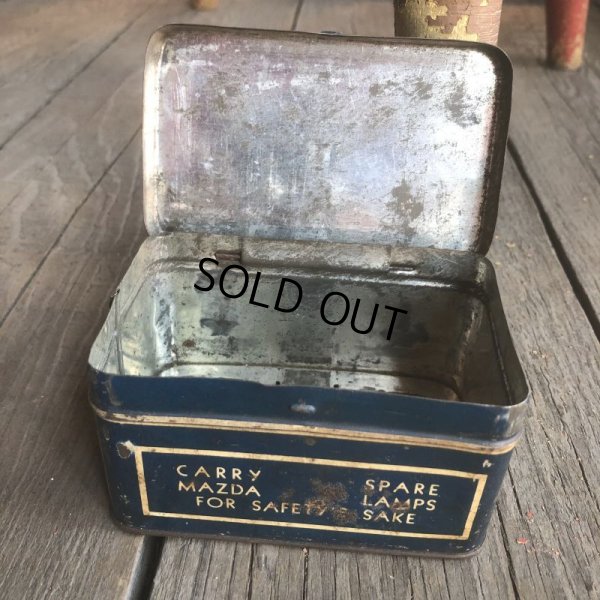 SOLD OUT
CARRY SPARE
MAZDA LAMPS
FOR SAFETY SAKE